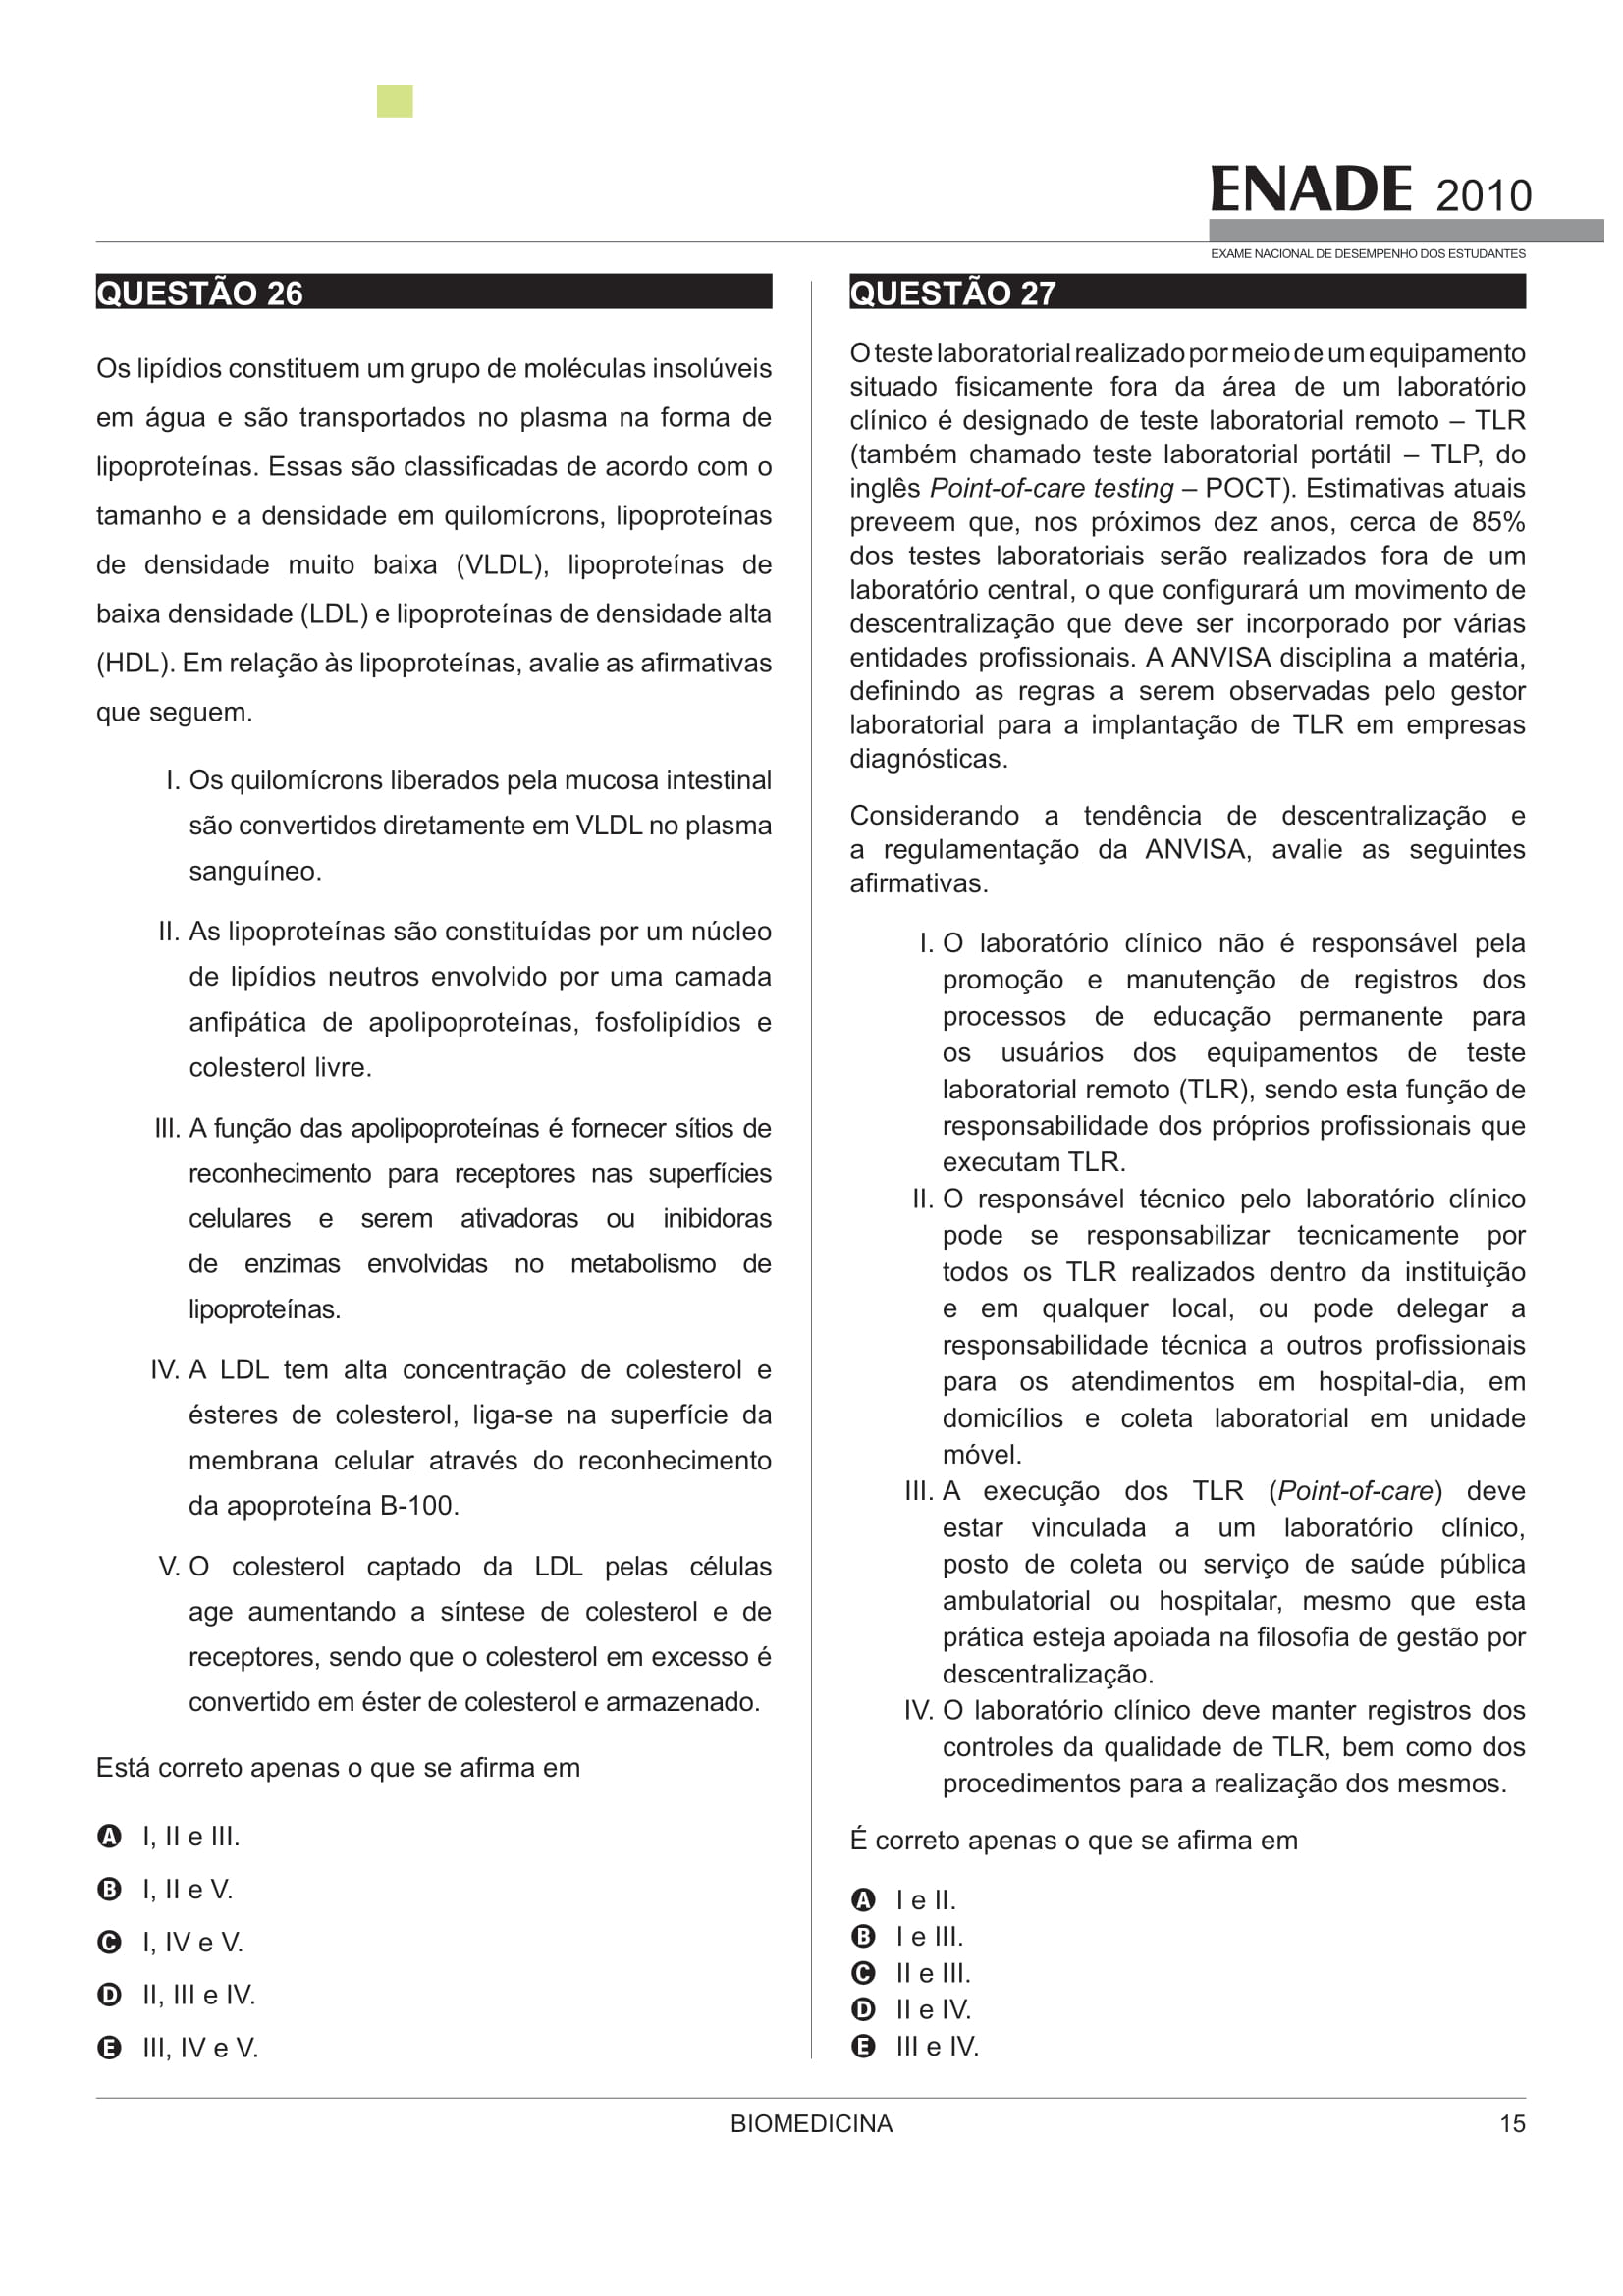 ENADE 2010
EXAME NACIONAL DE DESEMPENHO DOS ESTUDANTES
QUESTÃO 26
Os lipídios constituem um grupo de moléculas insolúveis
em água e são transportados no plasma na forma de
lipoproteínas. Essas são classificadas de acordo com o
tamanho e a densidade em quilomícrons, lipoproteínas
de densidade muito baixa (VLDL), lipoproteínas de
baixa densidade (LDL) e lipoproteínas de densidade alta
(HDL). Em relação às lipoproteínas, avalie as afirmativas
que seguem.
I. Os quilomícrons liberados pela mucosa intestinal
são convertidos diretamente em VLDL no plasma
sanguíneo.
II. As lipoproteínas são constituídas por um núcleo
de lipídios neutros envolvido por uma camada
anfipática de apolipoproteínas, fosfolipídios e
colesterol livre.
III. A função das apolipoproteínas é fornecer sítios de
reconhecimento para receptores nas superfícies
celulares e serem ativadoras ou inibidoras
de enzimas envolvidas no metabolismo de
lipoproteínas.
IV. A LDL tem alta concentração de colesterol e
ésteres de colesterol, liga-se na superfície da
membrana celular através do reconhecimento
da apoproteína B-100.
V. O colesterol captado da LDL pelas células
age aumentando a síntese de colesterol e de
receptores, sendo que o colesterol em excesso é
convertido em éster de colesterol e armazenado.
Está correto apenas o que se afirma em
A I, II e III.
B I, II e V.
C I, IV e V.
D II, III e IV.
E III, IV e V.
QUESTÃO 27
O teste laboratorial realizado por meio de um equipamento
situado fisicamente fora da área de um laboratório
clínico é designado de teste laboratorial remoto – TLR
(também chamado teste laboratorial portátil – TLP, do
inglês Point-of-care testing – POCT). Estimativas atuais
preveem que, nos próximos dez anos, cerca de 85%
dos testes laboratoriais serão realizados fora de um
laboratório central, o que configurará um movimento de
descentralização que deve ser incorporado por várias
entidades profissionais. A ANVISA disciplina a matéria,
definindo as regras a serem observadas pelo gestor
laboratorial para a implantação de TLR em empresas
diagnósticas.
Considerando a tendência de descentralização e
a regulamentação da ANVISA, avalie as seguintes
afirmativas.
I. O laboratório clínico não é responsável pela
promoção e manutenção de registros dos
processos de educação permanente para
os usuários dos equipamentos de teste
laboratorial remoto (TLR), sendo esta função de
responsabilidade dos próprios profissionais que
executam TLR.
II. O responsável técnico pelo laboratório clínico
pode se responsabilizar tecnicamente por
todos os TLR realizados dentro da instituição
e em qualquer local, ou pode delegar a
responsabilidade técnica a outros profissionais
para os atendimentos em hospital-dia, em
domicílios e coleta laboratorial em unidade
móvel.
III. A execução dos TLR (Point-of-care) deve
estar vinculada a um laboratório clínico,
posto de coleta ou serviço de saúde pública
ambulatorial ou hospitalar, mesmo que esta
prática esteja apoiada na filosofia de gestão por
descentralização.
IV. O laboratório clínico deve manter registros dos
controles da qualidade de TLR, bem como dos
procedimentos para a realização dos mesmos.
É correto apenas o que se afirma em
A I e II.
B I e III.
C II e III.
D II e IV.
E III e IV.
BIOMEDICINA
15